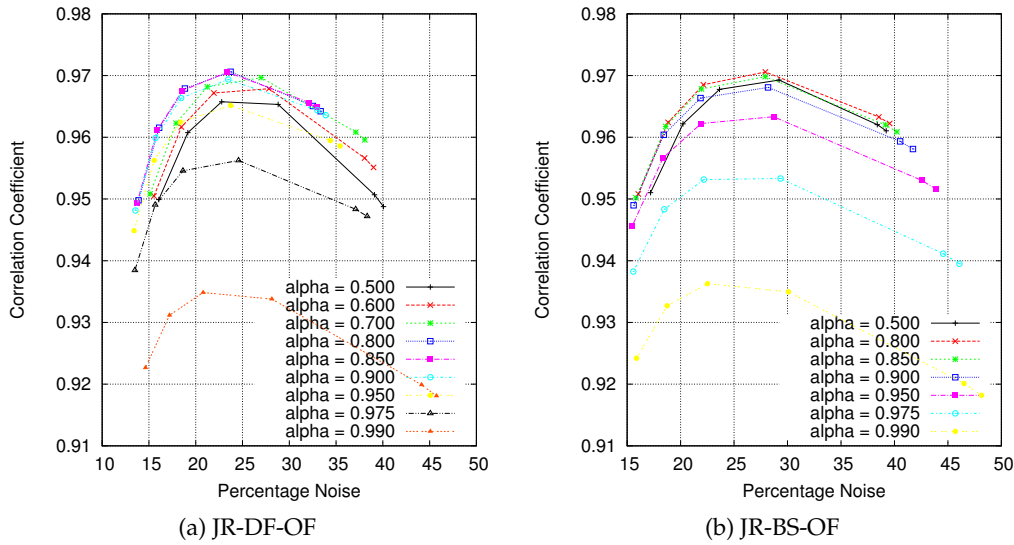 0.98
0.97
0.96
0.95
0.94
0.93
0.92
0.91
Correlation Coefficient
10 15 20 25 30 35 40 45 50
Percentage Noise
alpha = 0.500
alpha = 0.600
alpha = 0.700
alpha = 0.800
alpha = 0.850
alpha = 0.900
alpha = 0.950
alpha = 0.975
alpha = 0.990
(a) JR-DF-OF
0.98
0.97
0.96
0.95
0.94
0.93
0.92
0.91
Correlation Coefficient
15 20 25 30 35 40 45 50
Percentage Noise
alpha = 0.500
alpha = 0.800
alpha = 0.850
alpha = 0.900
alpha = 0.950
alpha = 0.975
alpha = 0.990
(b) JR-BS-OF